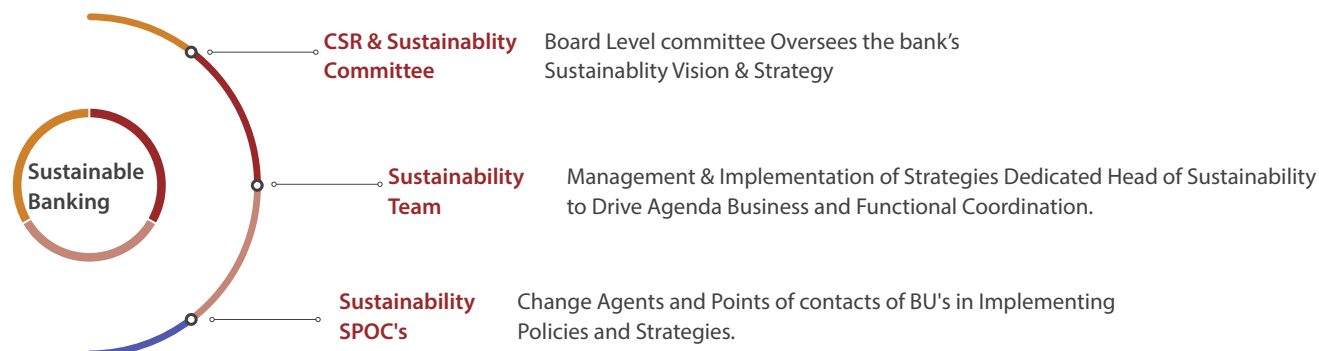 Sustainable
Banking
CSR & Sustainablity
Committee
Board Level committee Oversees the bank’s
Sustainablity Vision & Strategy
Sustainability
Team
Management & Implementation of Strategies Dedicated Head of Sustainability
to Drive Agenda Business and Functional Coordination.
Sustainability
SPOC's
Change Agents and Points of contacts of BU's in Implementing
Policies and Strategies.